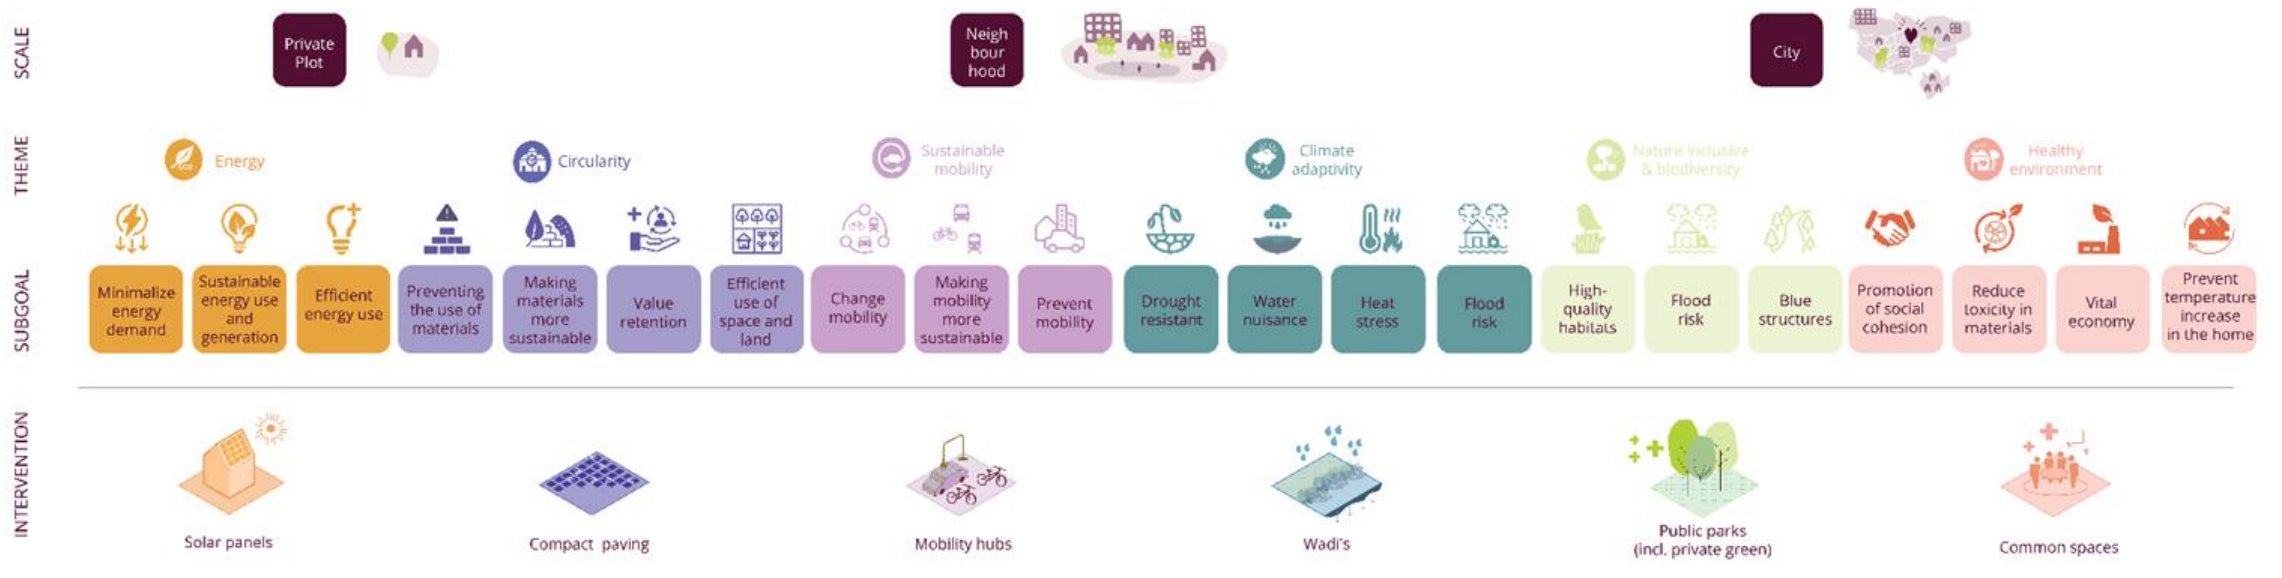 SCALE
Private
Plot
Neigh
bour
hood
City
THEME
Energy
Circularity
Sustainable
mobility
Climate
adaptivity
Nature inclusive
& biodiversity
Healthy
environment
SUBGOAL
Minimalize
energy
demand
Sustainable
energy use
and
generation
Efficient
energy use
Preventing
the use of
materials
Making
materials
more
sustainable
Value
retention
Efficient
use of
space and
land
Change
mobility
Making
mobility
more
sustainable
Prevent
mobility
Drought
resistant
Water
nuisance
Heat
stress
Flood
risk
High-
quality
habitats
Flood
risk
Blue
structures
Promotion
of social
cohesion
Reduce
toxicity in
materials
Vital
economy
Prevent
temperature
increase
in the home
INTERVENTION
Solar panels
Compact paving
Mobility hubs
Wadi's
Public parks
(incl. private green)
Common spaces